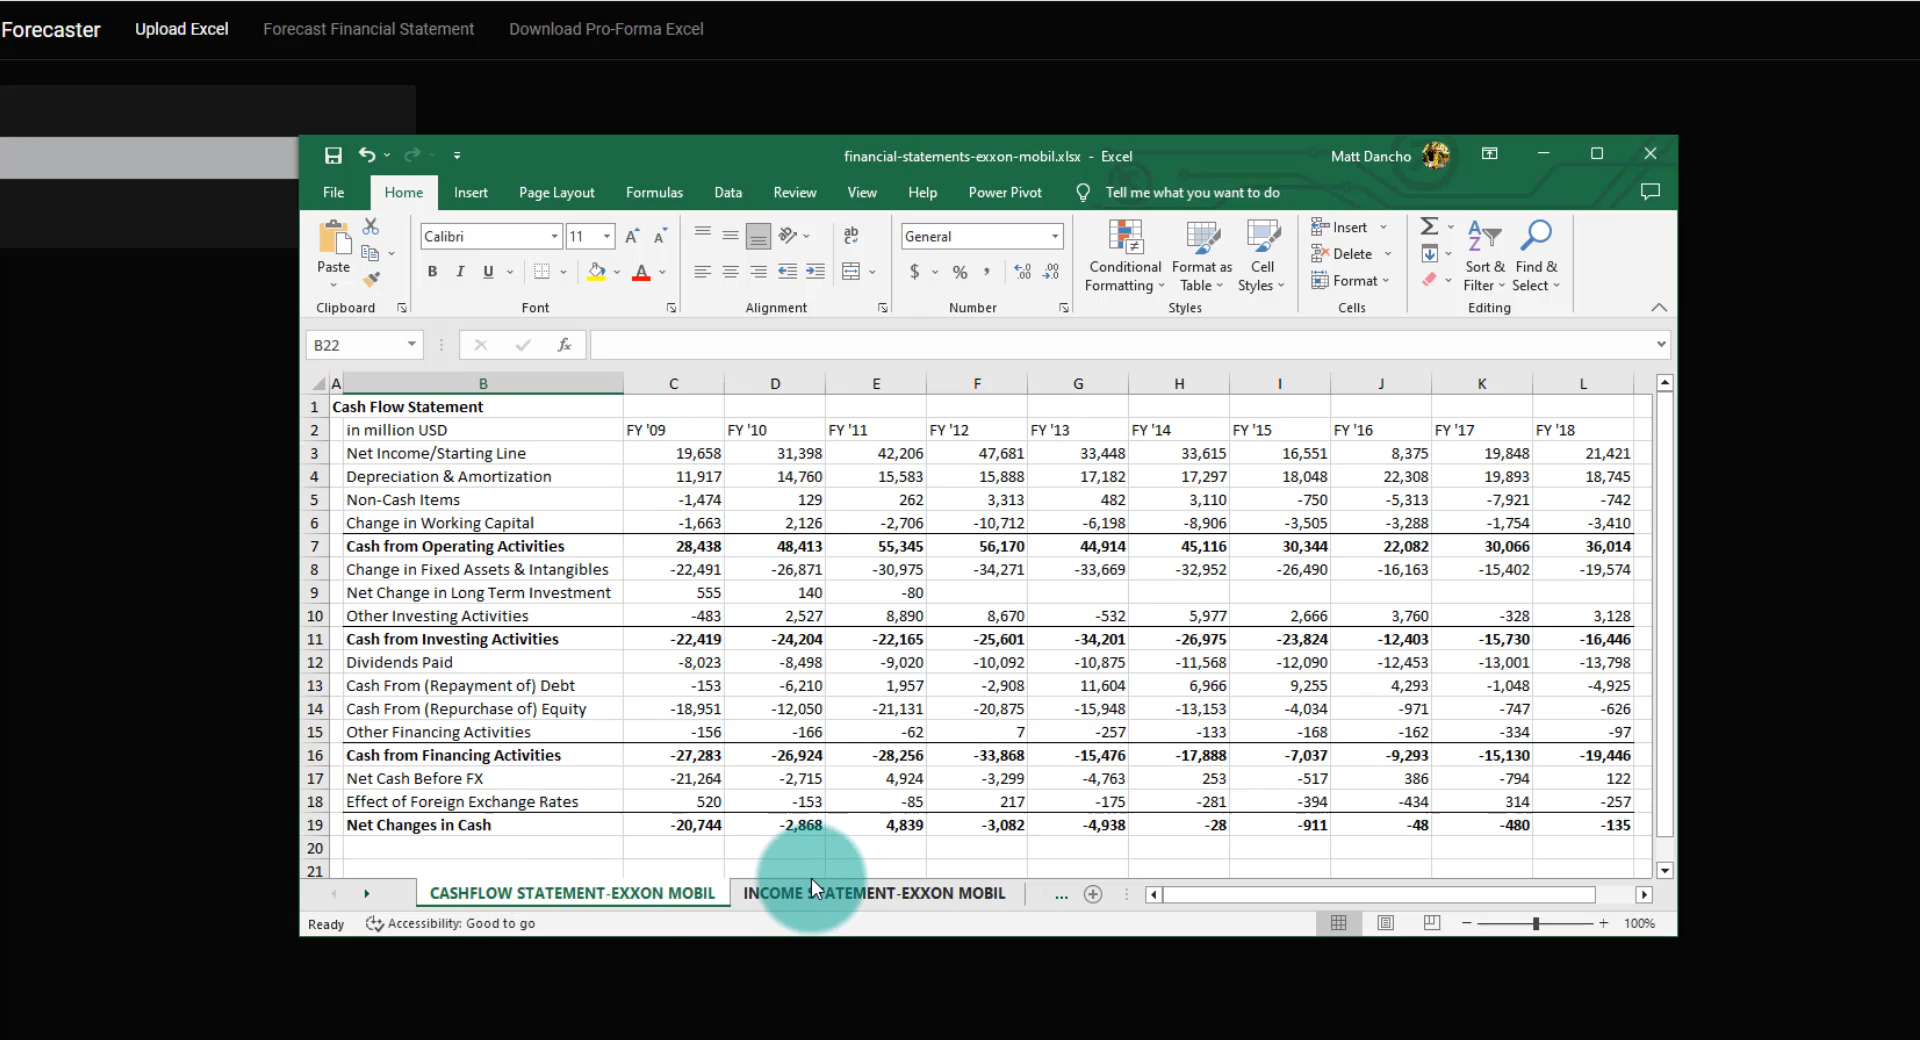 Forecaster Upload Excel Forecast Financial Statement Download Pro-Forma Excel
financial-statements-exxon-mobil.xlsx - Excel Matt Dancho
File Home Insert Page Layout Formulas Data Review View Help Power Pivot Tell me what you want to do
Paste Calibri 11 General Conditional Formatting Format as Table Cell Styles Insert Delete Format Sort & Filter Find & Select
B I U A $ % , .00 .00
Clipboard Font Alignment Number Styles Cells Editing
B22 fx
A B C D E F G H I J K L
1 Cash Flow Statement
2 in million USD FY '09 FY '10 FY '11 FY '12 FY '13 FY '14 FY '15 FY '16 FY '17 FY '18
3 Net Income/Starting Line 19,658 31,398 42,206 47,681 33,448 33,615 16,551 8,375 19,848 21,421
4 Depreciation & Amortization 11,917 14,760 15,583 15,888 17,182 17,297 18,048 22,308 19,893 18,745
5 Non-Cash Items -1,474 129 262 3,313 482 3,110 -750 -5,313 -7,921 -742
6 Change in Working Capital -1,663 2,126 -2,706 -10,712 -6,198 -8,906 -3,505 -3,288 -1,754 -3,410
7 Cash from Operating Activities 28,438 48,413 55,345 56,170 44,914 45,116 30,344 22,082 30,066 36,014
8 Change in Fixed Assets & Intangibles -22,491 -26,871 -30,975 -34,271 -33,669 -32,952 -26,490 -16,163 -15,402 -19,574
9 Net Change in Long Term Investment 555 140 -80
10 Other Investing Activities -483 2,527 8,890 8,670 -532 5,977 2,666 3,760 -328 3,128
11 Cash from Investing Activities -22,419 -24,204 -22,165 -25,601 -34,201 -26,975 -23,824 -12,403 -15,730 -16,446
12 Dividends Paid -8,023 -8,498 -9,020 -10,092 -10,875 -11,568 -12,090 -12,453 -13,001 -13,798
13 Cash From (Repayment of) Debt -153 -6,210 1,957 -2,908 11,604 6,966 9,255 4,293 -1,048 -4,925
14 Cash From (Repurchase of) Equity -18,951 -12,050 -21,131 -20,875 -15,948 -13,153 -4,034 -971 -747 -626
15 Other Financing Activities -156 -166 -62 7 -257 -133 -168 -162 -334 -97
16 Cash from Financing Activities -27,283 -26,924 -28,256 -33,868 -15,476 -17,888 -7,037 -9,293 -15,130 -19,446
17 Net Cash Before FX -21,264 -2,715 4,924 -3,299 -4,763 253 -517 386 -794 122
18 Effect of Foreign Exchange Rates 520 -153 -85 217 -175 -281 -394 -434 314 -257
19 Net Changes in Cash -20,744 -2,868 4,839 -3,082 -4,938 -28 -911 -48 -480 -135
20
21
CASHFLOW STATEMENT-EXXON MOBIL INCOME STATEMENT-EXXON MOBIL ...
Ready Accessibility: Good to go 100%